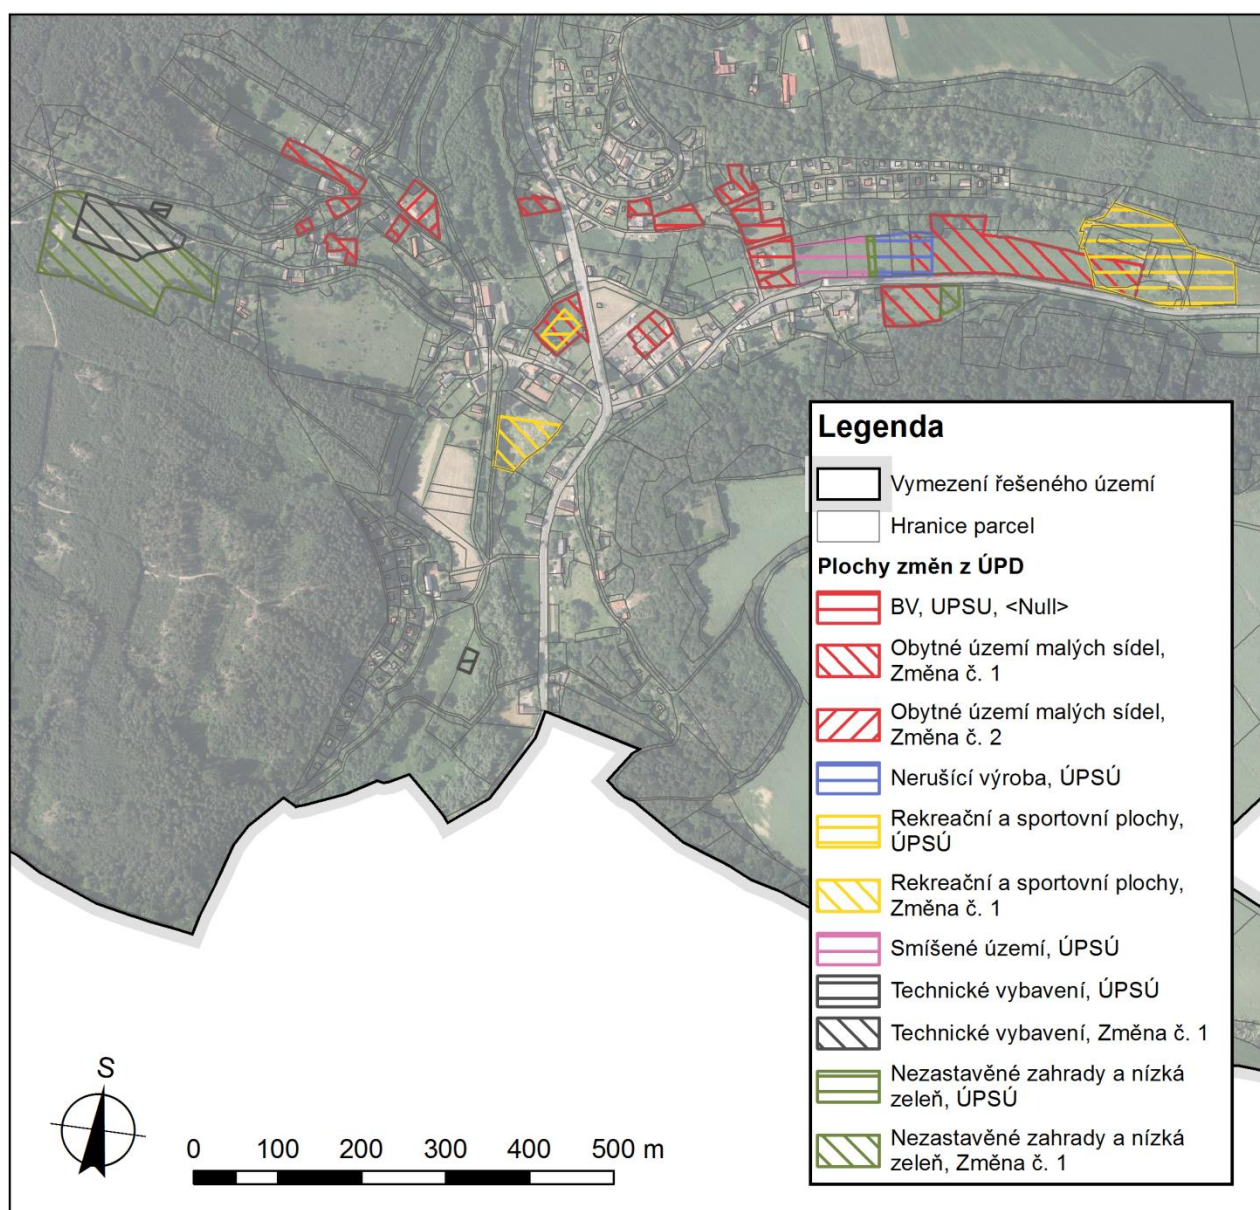 Legenda
Vymezení řešeného území
Hranice parcel
Plochy změn z ÚPD
BV, UPSU, <Null>
Obytné území malých sídel,
Změna č. 1
Obytné území malých sídel,
Změna č. 2
Nerušící výroba, ÚPSÚ
Rekreační a sportovní plochy,
ÚPSÚ
Rekreační a sportovní plochy,
Změna č. 1
Smíšené území, ÚPSÚ
Technické vybavení, ÚPSÚ
Technické vybavení, Změna č. 1
Nezastavěné zahrady a nízká
zeleň, ÚPSÚ
Nezastavěné zahrady a nízká
zeleň, Změna č. 1
S
0 100 200 300 400 500 m